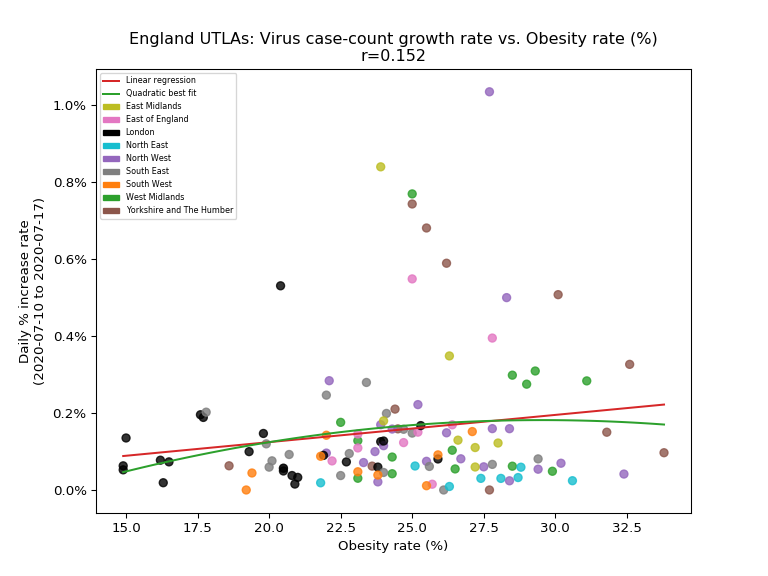 England UTLAs: Virus case-count growth rate vs. Obesity rate (%)
r=0.152
Linear regression
Quadratic best fit
East Midlands
East of England
London
North East
North West
South East
South West
West Midlands
Yorkshire and The Humber
1.0%
0.8%
0.6%
0.4%
0.2%
0.0%
Daily % increase rate
(2020-07-10 to 2020-07-17)
15.0 17.5 20.0 22.5 25.0 27.5 30.0 32.5
Obesity rate (%)